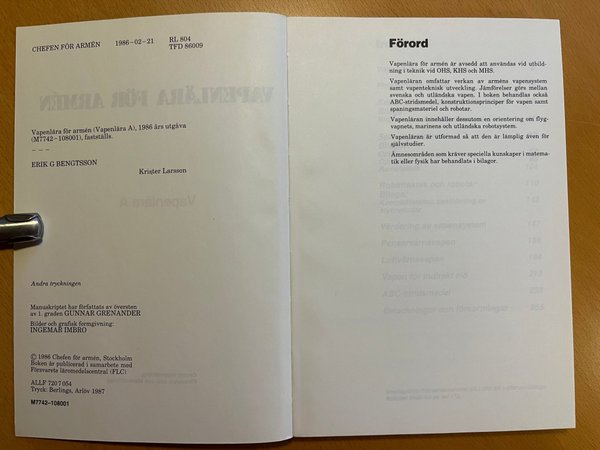 CHEFEN FÖR ARMÉN 1986-02-21 RL 804
TFD 86009
Vapenlära för armén (Vapenlära A), 1986 års utgåva
(M7742-108001), fastställs.
– – –
ERIK G BENGTSSON
Krister Larsson
Andra tryckningen
Manuskriptet har författats av översten
av 1. graden GUNNAR GRENANDER
Bilder och grafisk formgivning:
INGEMAR IMBRO
© 1986 Chefen för armén, Stockholm
Boken är publicerad i samarbete med
Försvarets läromedelscentral (FLC)
ALLF 720 7 054
Tryck: Berlings, Arlöv 1987
M7742-108001
Förord
Vapenlära för armén är avsedd att användas vid utbild-
ning i teknik vid OHS, KHS och MHS.
Vapenläran omfattar verkan av arméns vapensystem
samt vapenteknisk utveckling. Jämförelser görs mellan
svenska och utländska vapen. I boken behandlas också
ABC-stridsmedel, konstruktionsprinciper för vapen samt
spaningsmateriel och robotar.
Vapenläran innehåller dessutom en orientering om flyg-
vapnets, marinens och utländska robotsystem.
Vapenläran är utformad så att den är lämplig även för
självstudier.
Ämnesområden som kräver speciella kunskaper i matema-
tik eller fysik har behandlats i bilagor.